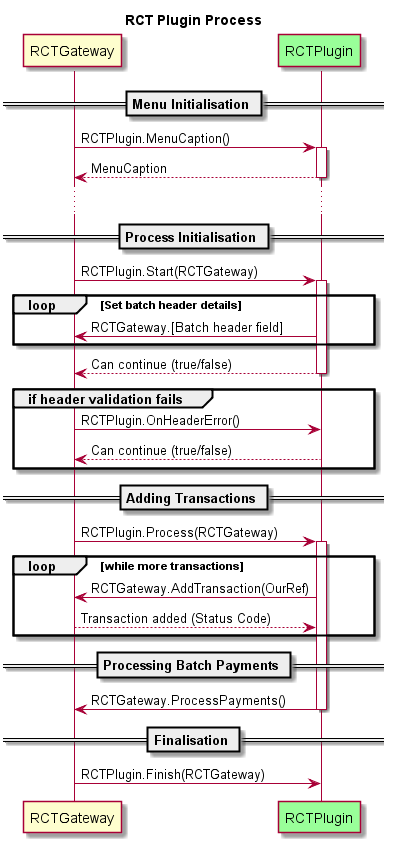 RCT Plugin Process
RCTGateway RCTPlugin
Menu Initialisation
RCTPlugin.MenuCaption()
MenuCaption
Process Initialisation
RCTPlugin.Start(RCTGateway)
loop [Set batch header details]
RCTGateway.[Batch header field]
Can continue (true/false)
if header validation fails
RCTPlugin.OnHeaderError()
Can continue (true/false)
Adding Transactions
RCTPlugin.Process(RCTGateway)
loop [while more transactions]
RCTGateway.AddTransaction(OurRef)
Transaction added (Status Code)
Processing Batch Payments
RCTGateway.ProcessPayments()
Finalisation
RCTPlugin.Finish(RCTGateway)
RCTGateway RCTPlugin